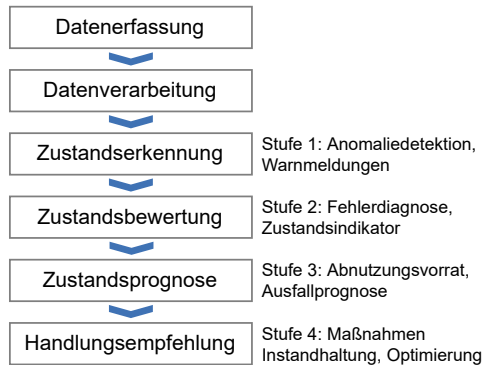 Datenerfassung
Datenverarbeitung
Zustandserkennung
Stufe 1: Anomaliedetektion,
Warnmeldungen
Zustandsbewertung
Stufe 2: Fehlerdiagnose,
Zustandsindikator
Zustandsprognose
Stufe 3: Abnutzungsvorrat,
Ausfallprognose
Handlungsempfehlung
Stufe 4: Maßnahmen
Instandhaltung, Optimierung